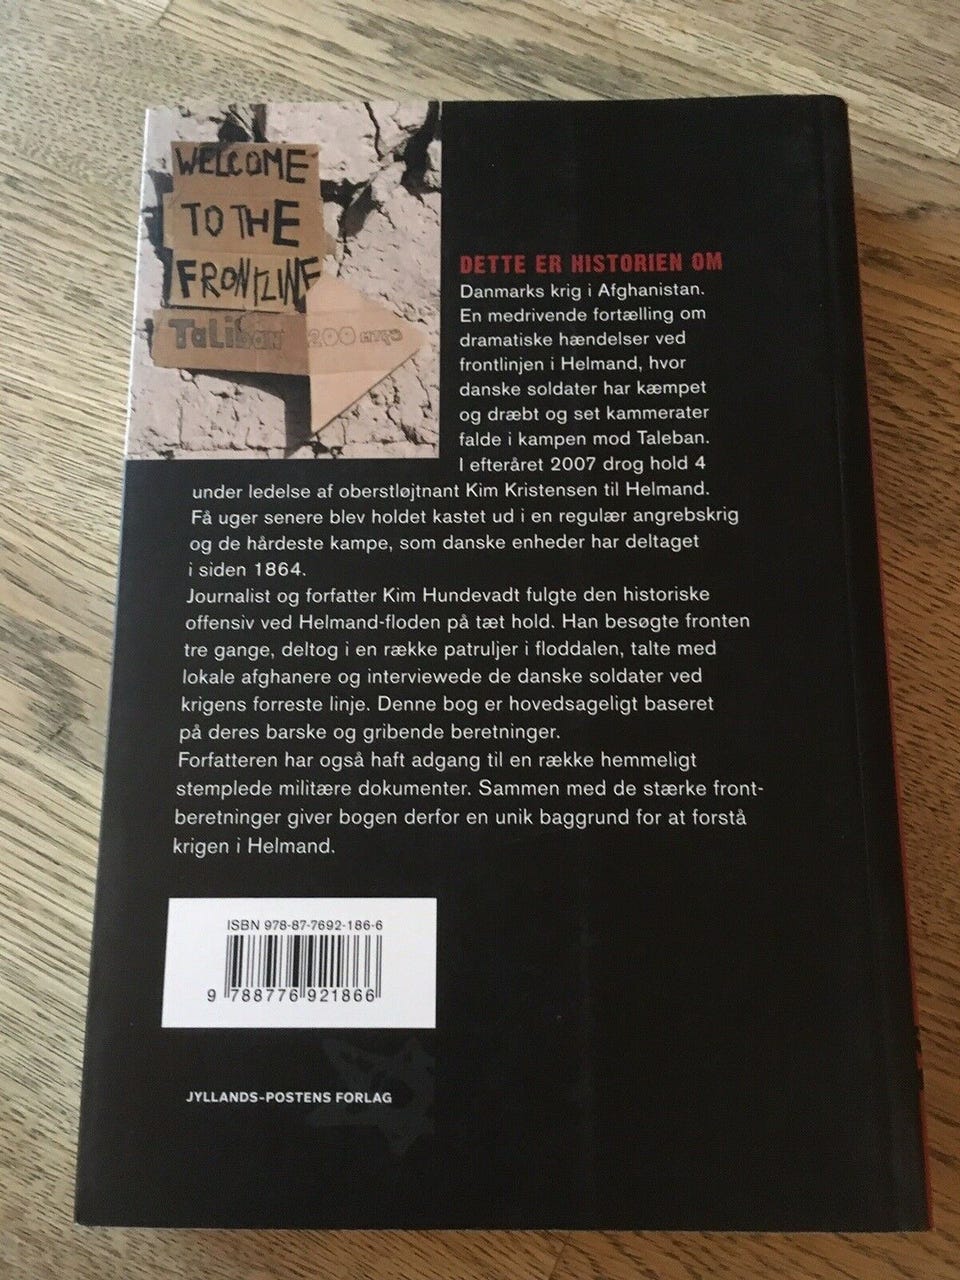 WELCOME
TO THE
FRONTLINE
Taliban 200 METRO
DETTE ER HISTORIEN OM
Danmarks krig i Afghanistan.
En medrivende fortælling om
dramatiske hændelser ved
frontlinjen i Helmand, hvor
danske soldater har kæmpet
og dræbt og set kammerater
falde i kampen mod Taleban.
I efteråret 2007 drog hold 4
under ledelse af oberstløjtnant Kim Kristensen til Helmand.
Få uger senere blev holdet kastet ud i en regulær angrebskrig
og de hårdeste kampe, som danske enheder har deltaget
i siden 1864.
Journalist og forfatter Kim Hundevadt fulgte den historiske
offensiv ved Helmand-floden på tæt hold. Han besøgte fronten
tre gange, deltog i en række patruljer i floddalen, talte med
lokale afghanere og interviewede de danske soldater ved
krigens forreste linje. Denne bog er hovedsageligt baseret
på deres barske og gribende beretninger.
Forfatteren har også haft adgang til en række hemmeligt
stemplede militære dokumenter. Sammen med de stærke front-
beretninger giver bogen derfor en unik baggrund for at forstå
krigen i Helmand.
ISBN 978-87-7692-186-6
9 788776 921866
JYLLANDS-POSTENS FORLAG